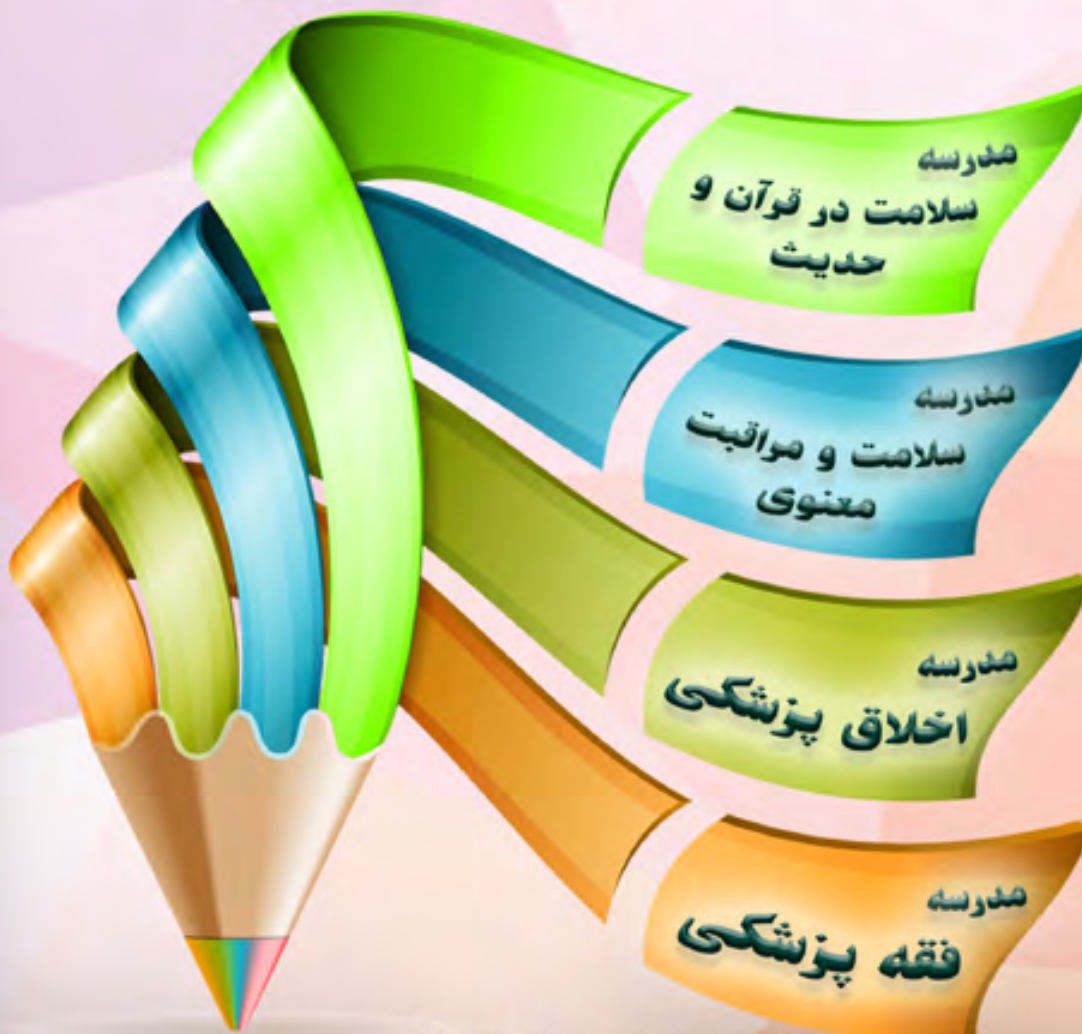 مدرسه
سلامت در قرآن و
حدیث
مدرسه
سلامت و مراقبت
معنوی
مدرسه
اخلاق پزشکی
مدرسه
فقه پزشکی